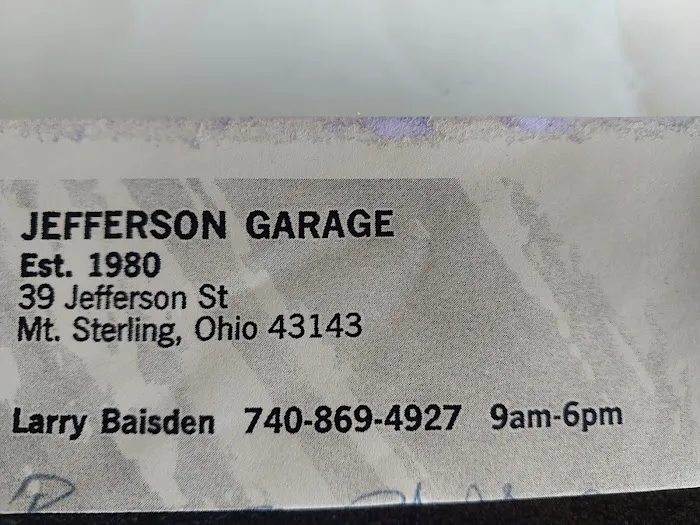 JEFFERSON GARAGE
Est. 1980
39 Jefferson St
Mt. Sterling, Ohio 43143
Larry Baisden 740-869-4927 9am-6pm